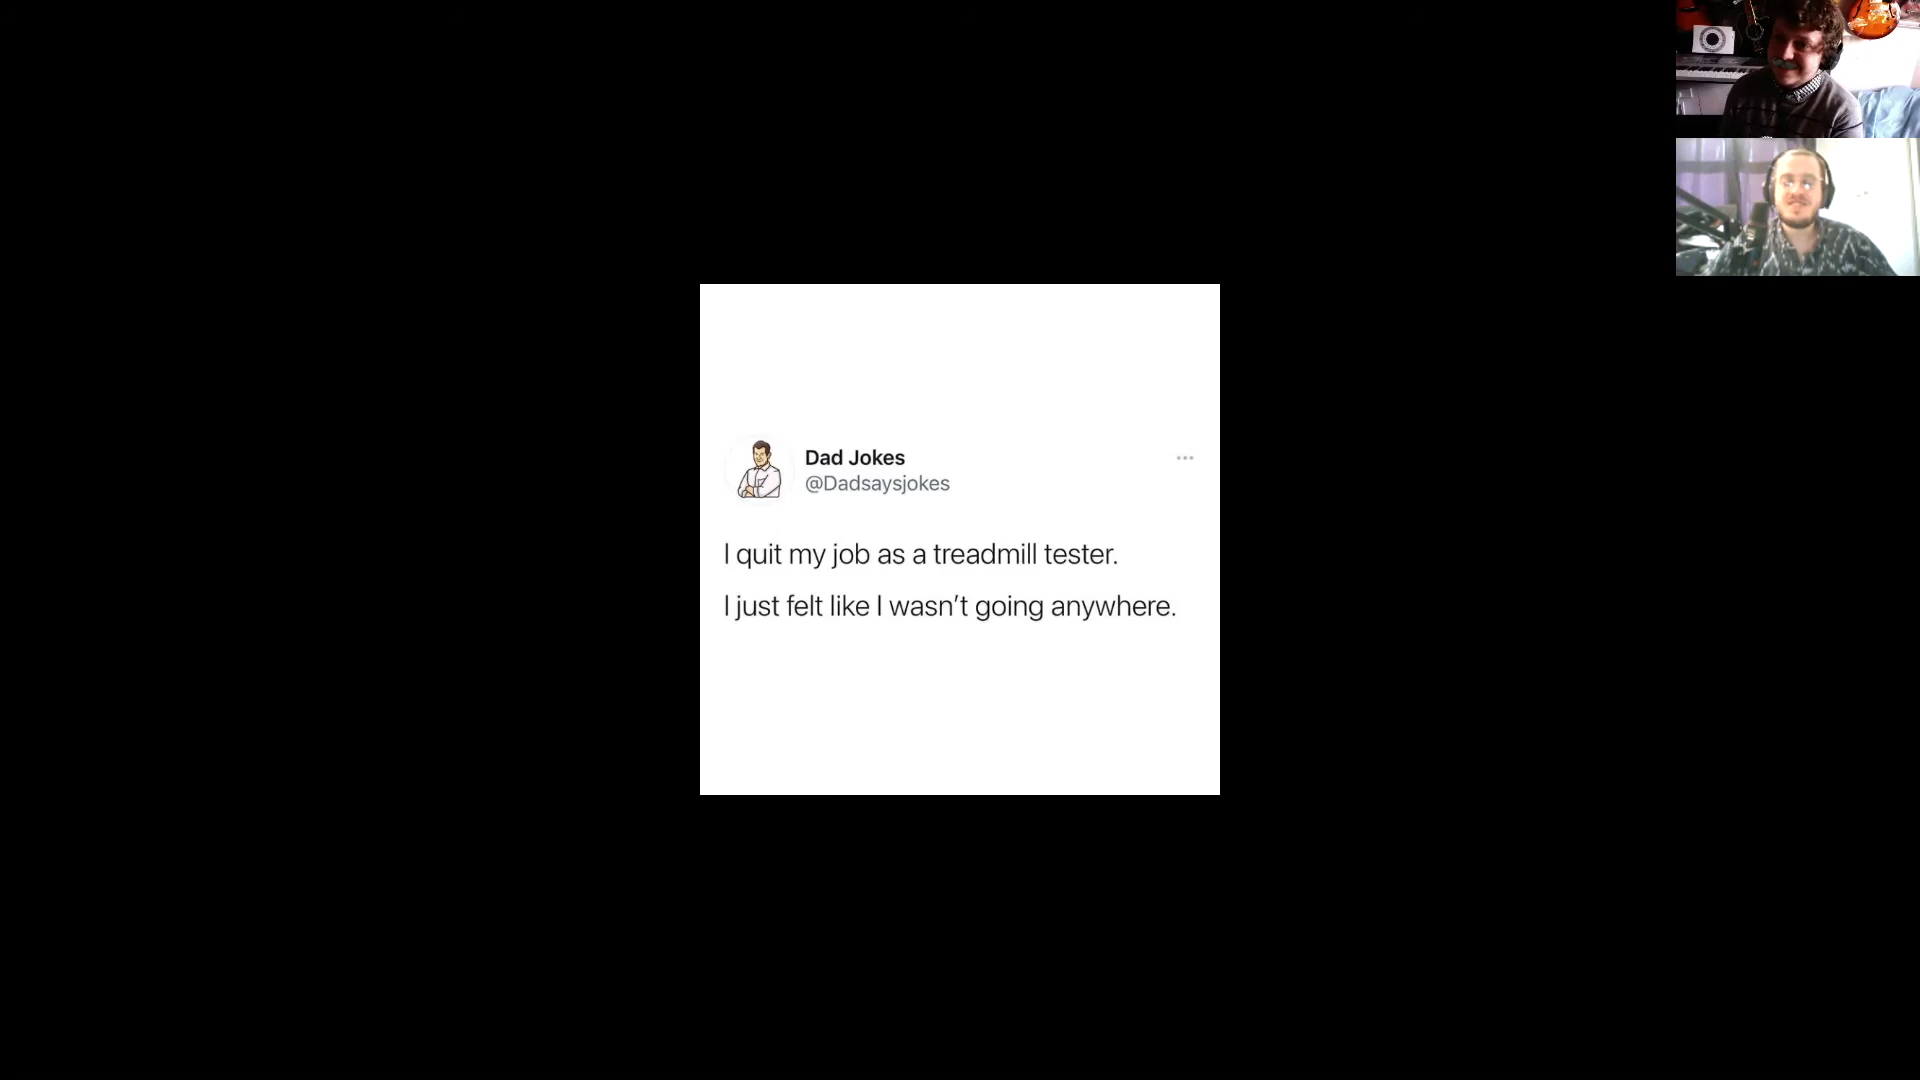 Dad Jokes
@Dadsaysjokes
I quit my job as a treadmill tester.
I just felt like I wasn't going anywhere.